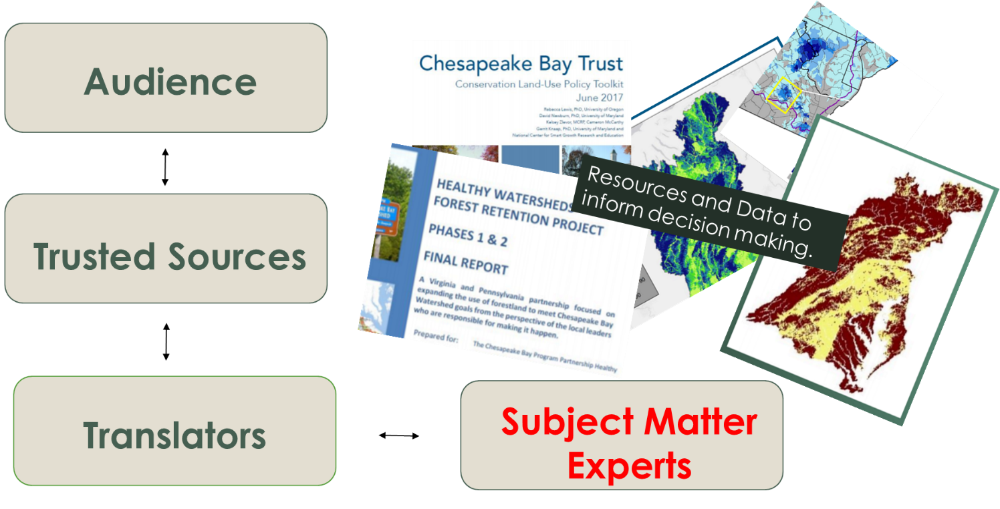 Audience
Trusted Sources
Translators
Subject Matter
Experts
Chesapeake Bay Trust
Conservation Land-Use Policy Toolkit
June 2017
Rebecca Lewis, PhD, University of Oregon
David Newburn, PhD, University of Maryland
Kelsey Zlevor, MCRP, Cameron McCarthy
Gerrit Knaap, PhD, University of Maryland and
National Center for Smart Growth Research and Education
HEALTHY WATERSHEDS
FOREST RETENTION PROJECT
PHASES 1 & 2
FINAL REPORT
A Virginia and Pennsylvania partnership focused on
expanding the use of forestland to meet Chesapeake Bay
Watershed goals from the perspective of the local leaders
who are responsible for making it happen.
Prepared for: The Chesapeake Bay Program Partnership Healthy
Resources and Data to
inform decision making.